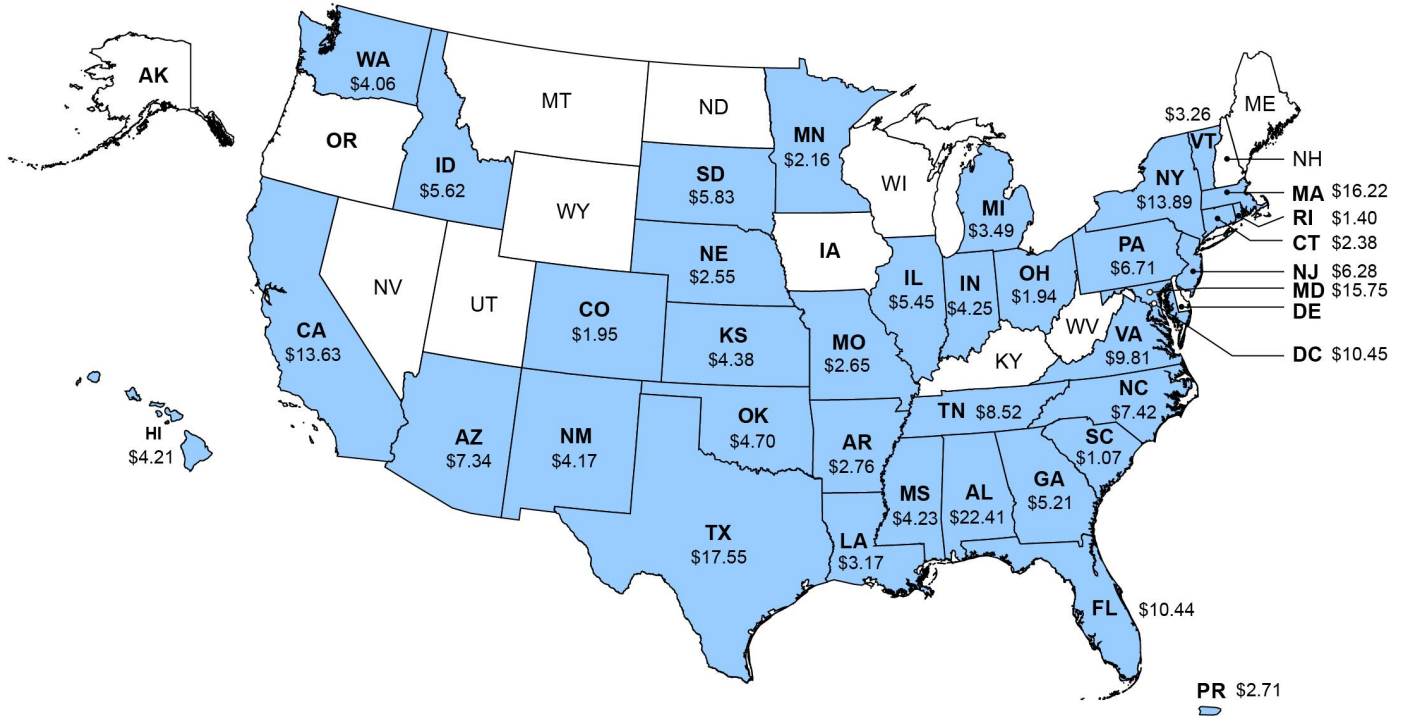 AK
WA
$4.06
OR
ID
$5.62
MT
ND
MN
$2.16
SD
$5.83
WY
WI
MI
$3.49
NE
$2.55
IA
NV
UT
CO
$1.95
CA
$13.63
KS
$4.38
MO
$2.65
IL
$5.45
IN
$4.25
OH
$1.94
KY
WV
PA
$6.71
NY
$13.89
$3.26
VT
ME
NH
MA $16.22
RI $1.40
CT $2.38
NJ $6.28
MD $15.75
DE
DC $10.45
VA
$9.81
NC
$7.42
TN $8.52
SC
$1.07
HI
$4.21
AZ
$7.34
NM
$4.17
OK
$4.70
AR
$2.76
MS
$4.23
AL
$22.41
GA
$5.21
TX
$17.55
LA
$3.17
FL $10.44
PR $2.71